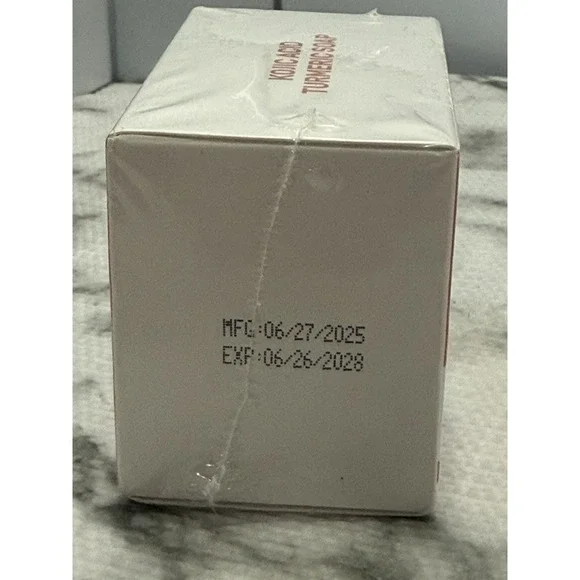 KOJIC ACID
TURMERIC SOAP
MFG:06/27/2025
EXP:06/26/2028